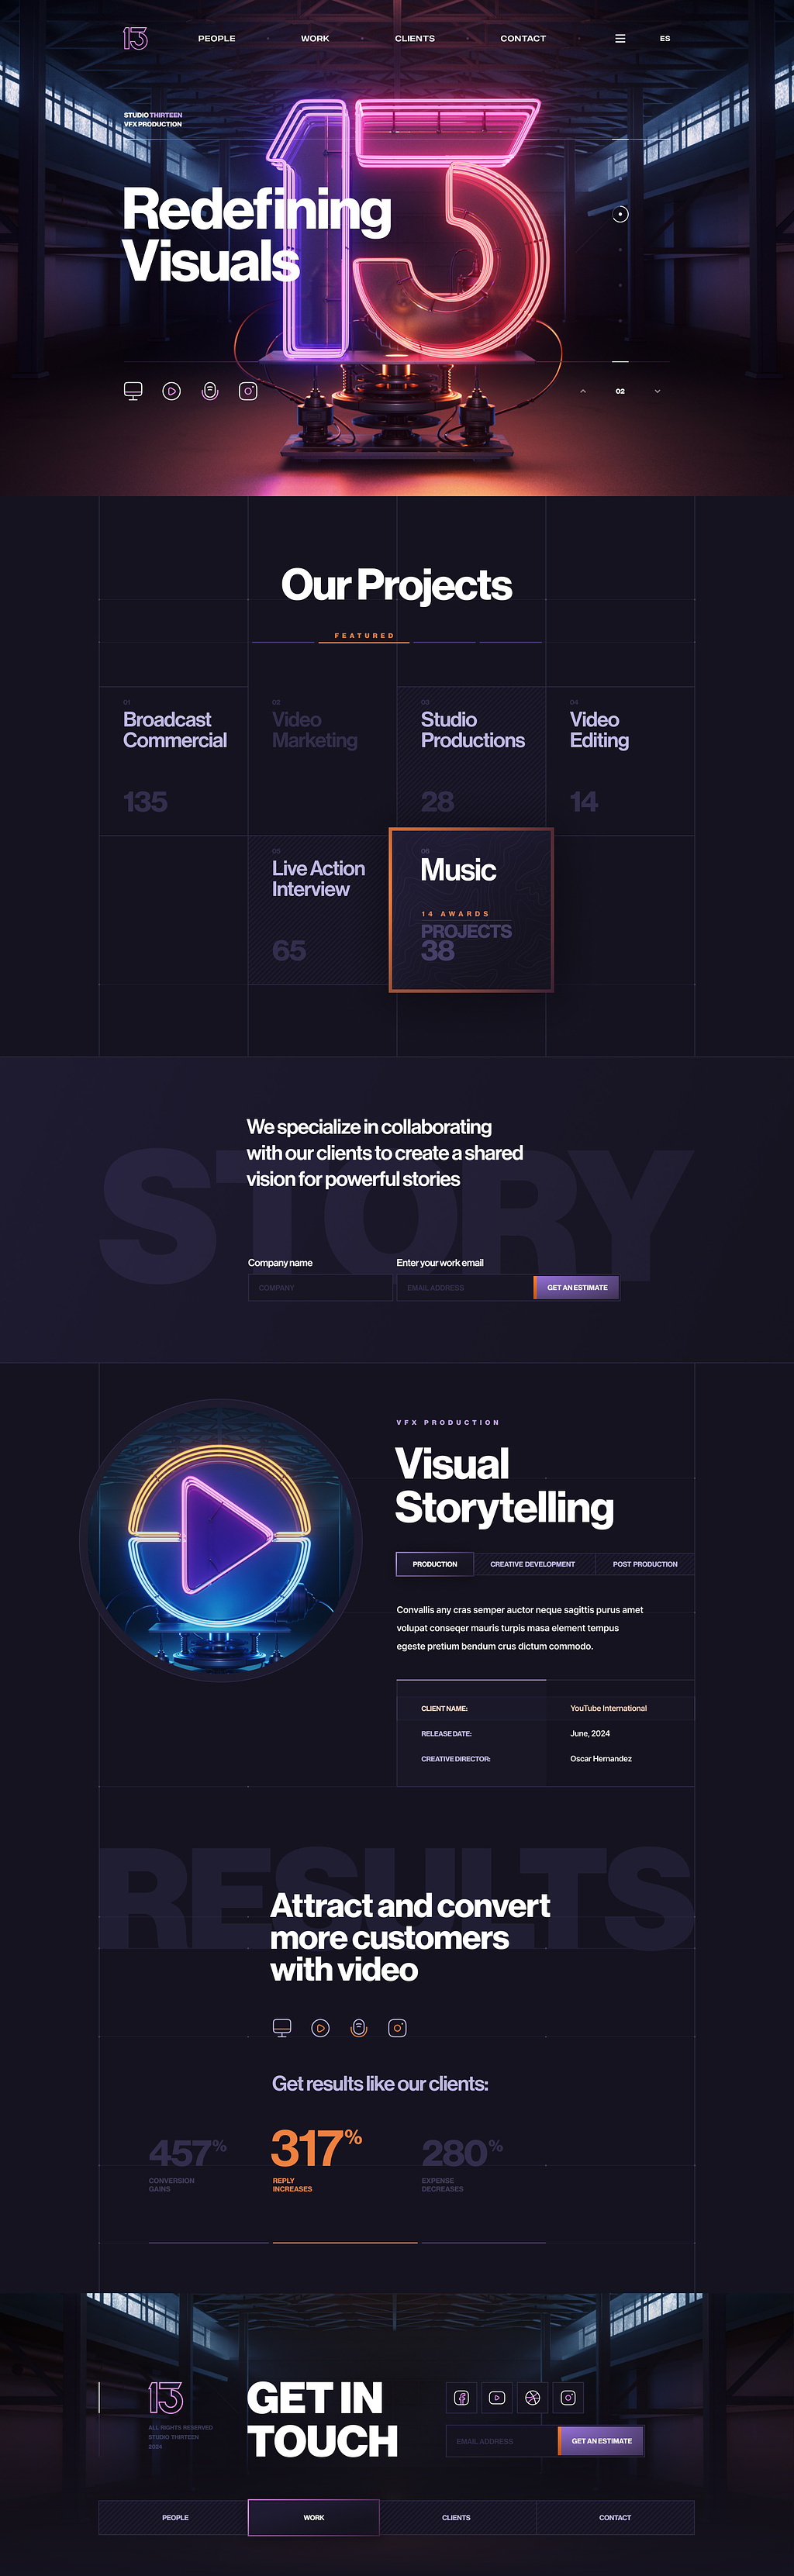 13
PEOPLE
WORK
CLIENTS
CONTACT
ES
STUDIO THIRTEEN
VFX PRODUCTION
13
Redefining
Visuals
02
Our Projects
FEATURED
01
Broadcast
Commercial
135
02
Video
Marketing
03
Studio
Productions
28
04
Video
Editing
14
05
Live Action
Interview
65
06
Music
14 AWARDS
PROJECTS
38
STORY
We specialize in collaborating
with our clients to create a shared
vision for powerful stories
Company name
COMPANY
Enter your work email
EMAIL ADDRESS
GET AN ESTIMATE
VFX PRODUCTION
Visual
Storytelling
PRODUCTION
CREATIVE DEVELOPMENT
POST PRODUCTION
Convallis any cras semper auctor neque sagittis purus amet
volupat conseqer mauris turpis masa element tempus
egeste pretium bendum crus dictum commodo.
CLIENT NAME:
YouTube International
RELEASE DATE:
June, 2024
CREATIVE DIRECTOR:
Oscar Hernandez
RESULTS
Attract and convert
more customers
with video
Get results like our clients:
457%
CONVERSION
GAINS
317%
REPLY
INCREASES
280%
EXPENSE
DECREASES
13
ALL RIGHTS RESERVED
STUDIO THIRTEEN
2024
GET IN
TOUCH
EMAIL ADDRESS
GET AN ESTIMATE
PEOPLE
WORK
CLIENTS
CONTACT